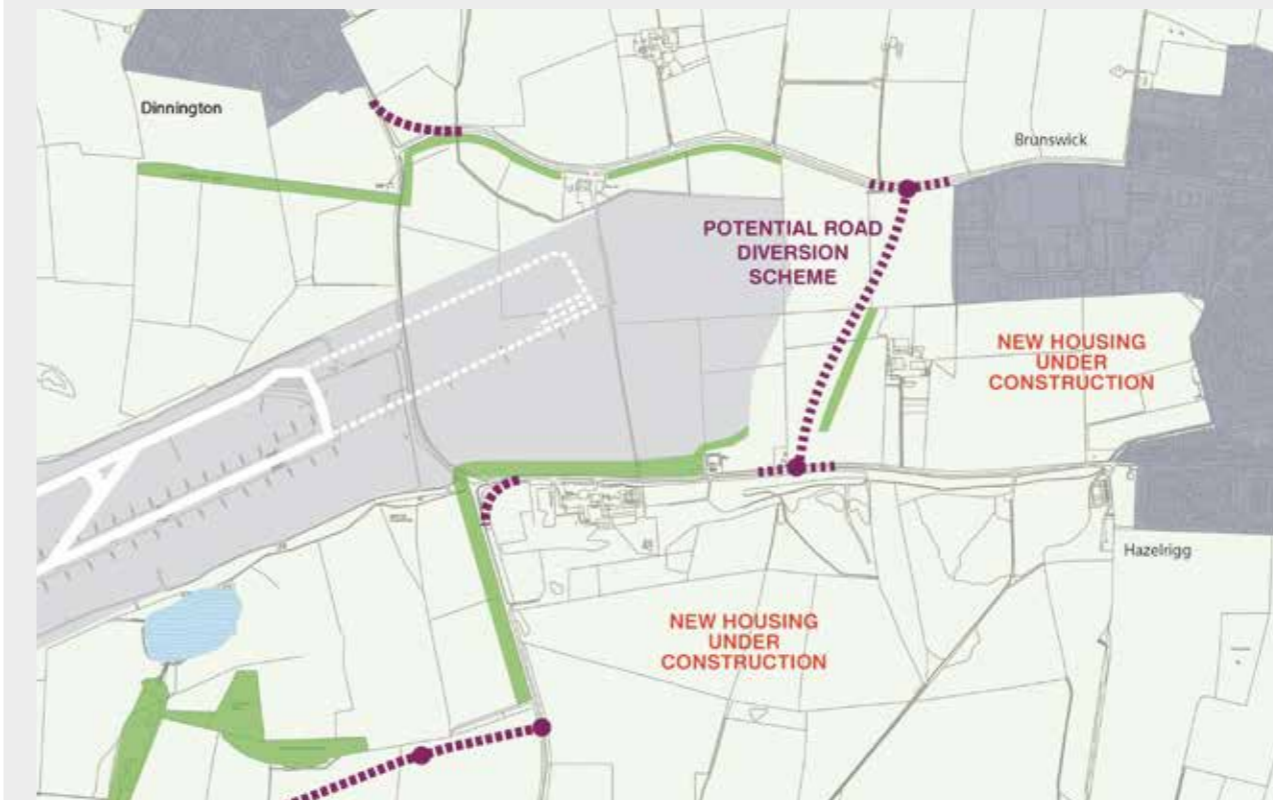 Dinnington
Brunswick
POTENTIAL ROAD
DIVERSION
SCHEME
NEW HOUSING
UNDER
CONSTRUCTION
Hazelrigg
NEW HOUSING
UNDER
CONSTRUCTION